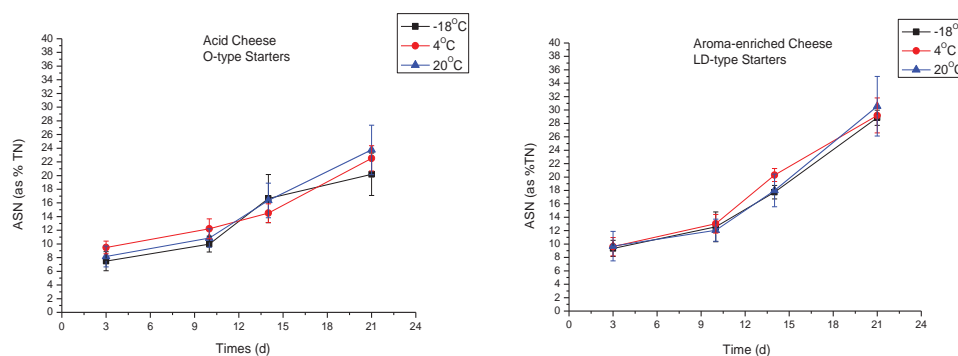 Acid Cheese
O-type Starters
-18°C
4°C
20°C
ASN (as % TN)
40
38
36
34
32
30
28
26
24
22
20
18
16
14
12
10
8
6
4
2
0
0 3 6 9 12 15 18 21 24
Times (d)
Aroma-enriched Cheese
LD-type Starters
-18°
4°C
20°C
ASN (as %TN)
40
38
36
34
32
30
28
26
24
22
20
18
16
14
12
10
8
6
4
2
0
0 3 6 9 12 15 18 21 24
Time (d)